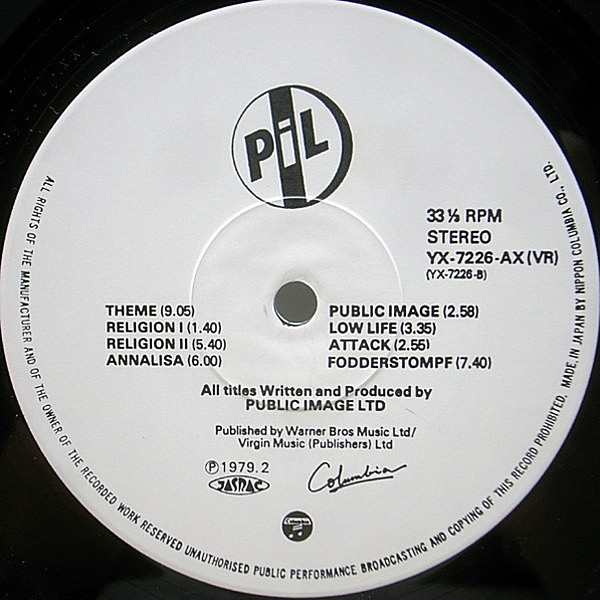 PiL
33 ⅓ RPM
STEREO
YX-7226-AX (VR)
(YX-7226-B)
THEME (9.05)
RELIGION I (1.40)
RELIGION II (5.40)
ANNALISA (6.00)
PUBLIC IMAGE (2.58)
LOW LIFE (3.35)
ATTACK (2.55)
FODDERSTOMPF (7.40)
All titles Written and Produced by
PUBLIC IMAGE LTD
Published by Warner Bros Music Ltd/
Virgin Music (Publishers) Ltd
Ⓟ 1979.2
JASRAC
Columbia
Columbia
ALL RIGHTS OF THE MANUFACTURER AND OF THE OWNER OF THE RECORDED WORK RESERVED UNAUTHORISED PUBLIC PERFORMANCE BROADCASTING AND COPYING OF THIS RECORD PROHIBITED. MADE IN JAPAN BY NIPPON COLUMBIA CO., LTD.